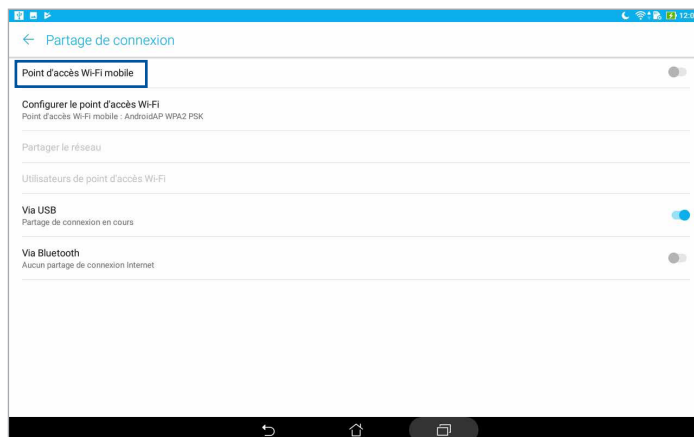 12:0
Partage de connexion
Point d'accès Wi-Fi mobile
Configurer le point d'accès Wi-Fi
Point d'accès Wi-Fi mobile : AndroidAP WPA2 PSK
Partager le réseau
Utilisateurs de point d'accès Wi-Fi
Via USB
Partage de connexion en cours
Via Bluetooth
Aucun partage de connexion Internet